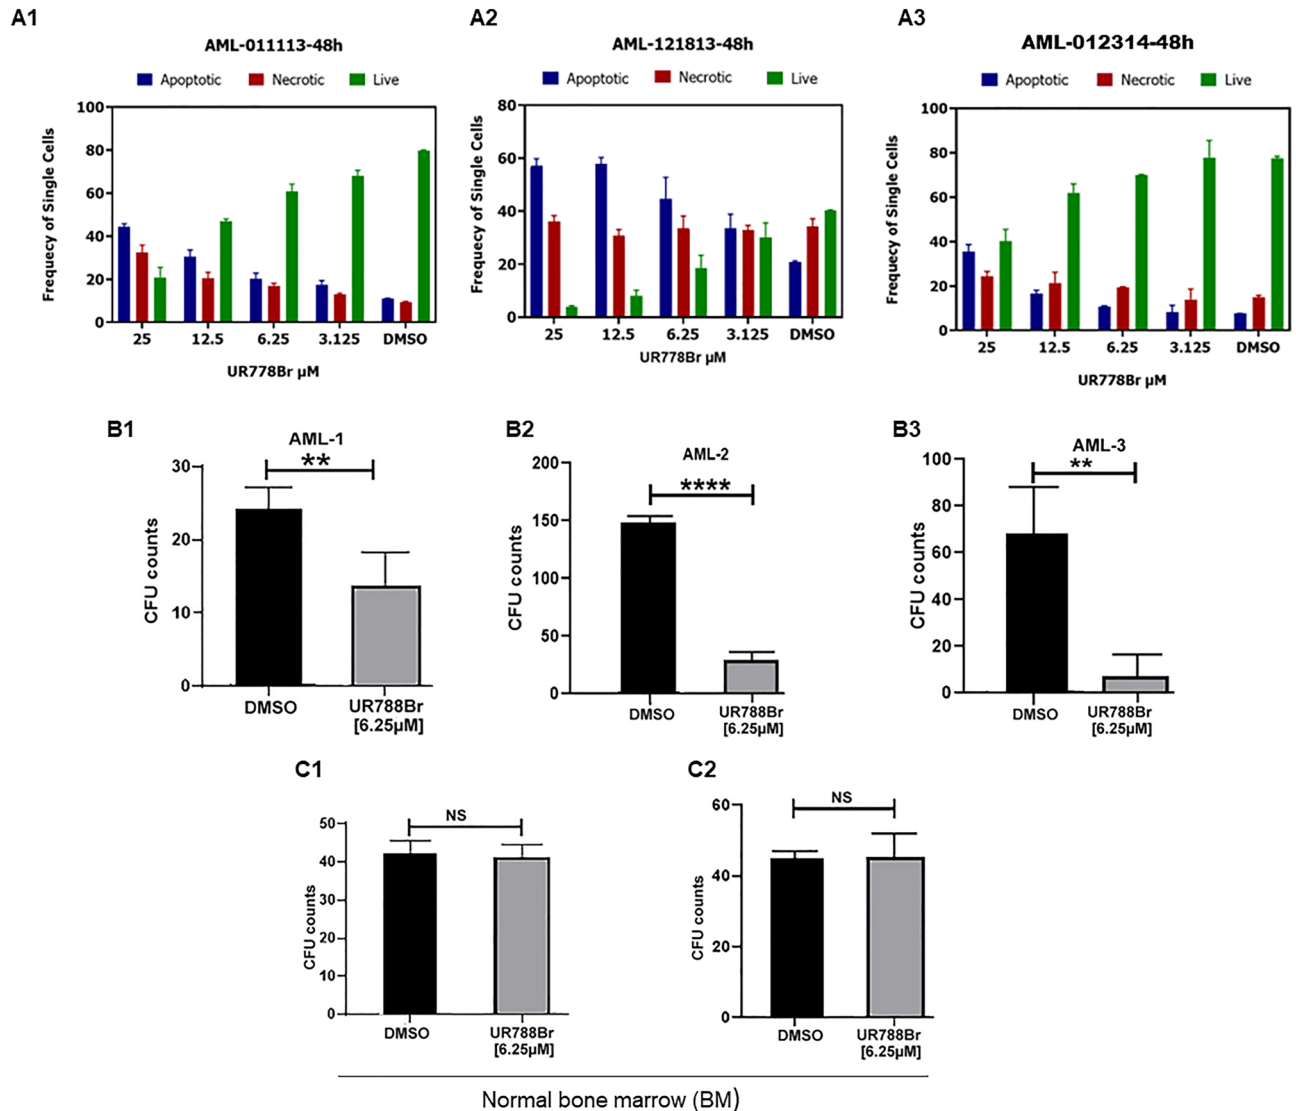 A1
AML-011113-48h
Apoptotic Necrotic Live
Frequecy of Single Cells
100
80
60
40
20
0
25 12.5 6.25 3.125 DMSO
UR778Br µM
A2
AML-121813-48h
Apoptotic Necrotic Live
Frequecy of Single Cells
80
60
40
20
0
25 12.5 6.25 3.125 DMSO
UR778Br µM
A3
AML-012314-48h
Apoptotic Necrotic Live
Frequecy of Single Cells
100
80
60
40
20
0
25 12.5 6.25 3.125 DMSO
UR778Br µM
B1
AML-1
**
CFU counts
30
20
10
0
DMSO UR788Br
[6.25µM]
B2
AML-2
****
CFU counts
200
150
100
50
0
DMSO UR788Br
[6.25µM]
B3
AML-3
**
CFU counts
100
80
60
40
20
0
DMSO UR788Br
[6.25µM]
C1
NS
CFU counts
50
40
30
20
10
0
DMSO UR788Br
[6.25µM]
C2
NS
CFU counts
60
40
20
0
DMSO UR788Br
[6.25µM]
Normal bone marrow (BM)